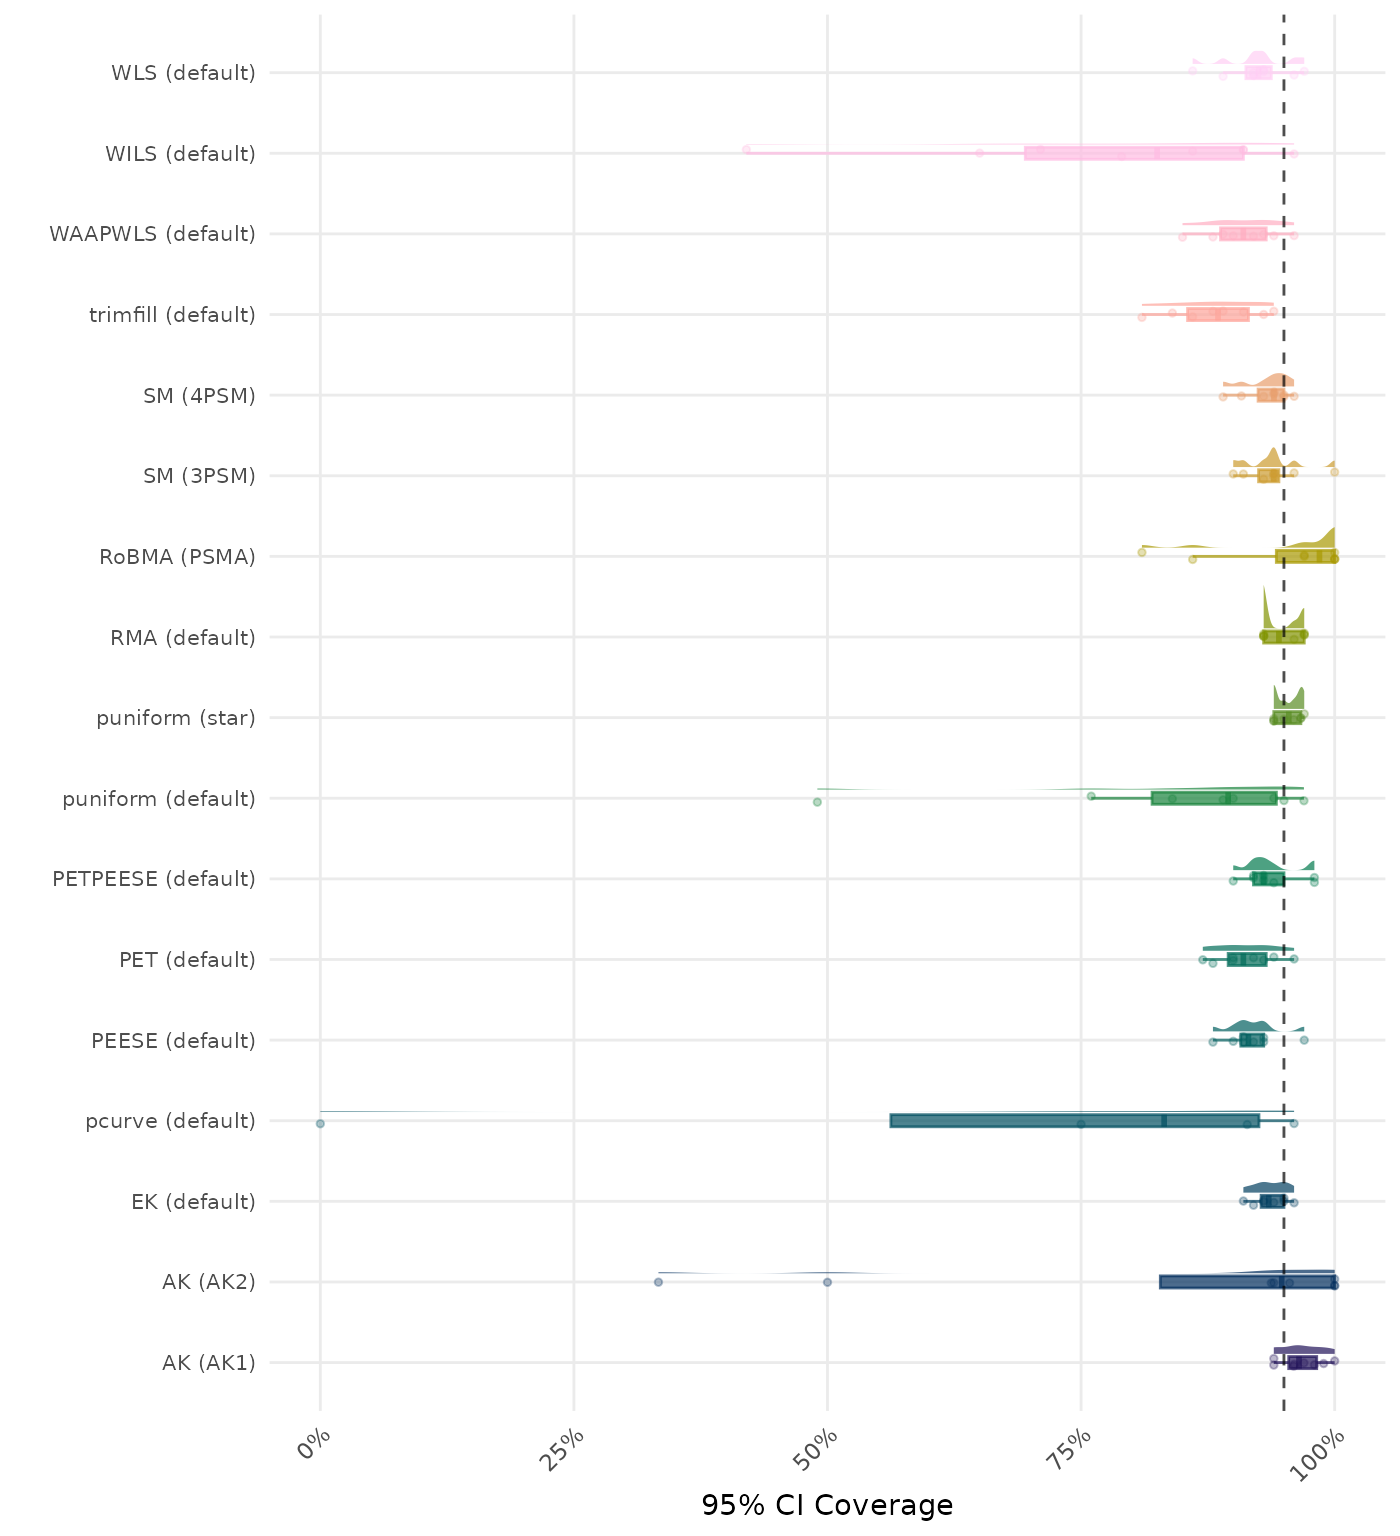 WLS (default)
WILS (default)
WAAPWLS (default)
trimfill (default)
SM (4PSM)
SM (3PSM)
RoBMA (PSMA)
RMA (default)
puniform (star)
puniform (default)
PETPEESE (default)
PET (default)
PEESE (default)
pcurve (default)
EK (default)
AK (AK2)
AK (AK1)
0% 25% 50% 75% 100%
95% CI Coverage